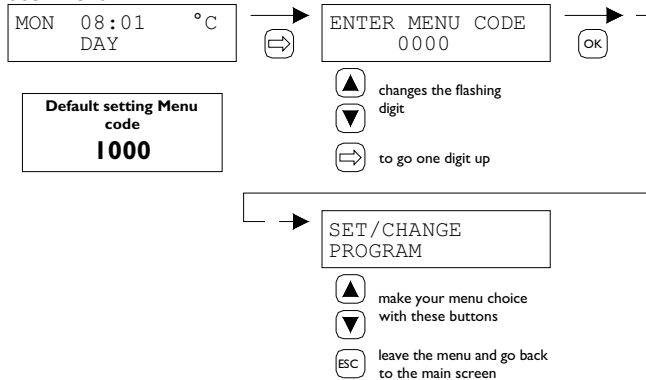 MON 08:01 °C
DAY
ENTER MENU CODE
0000
OK
Default setting Menu
code
1000
changes the flashing
digit
to go one digit up
SET/CHANGE
PROGRAM
make your menu choice
with these buttons
ESC
leave the menu and go back
to the main screen